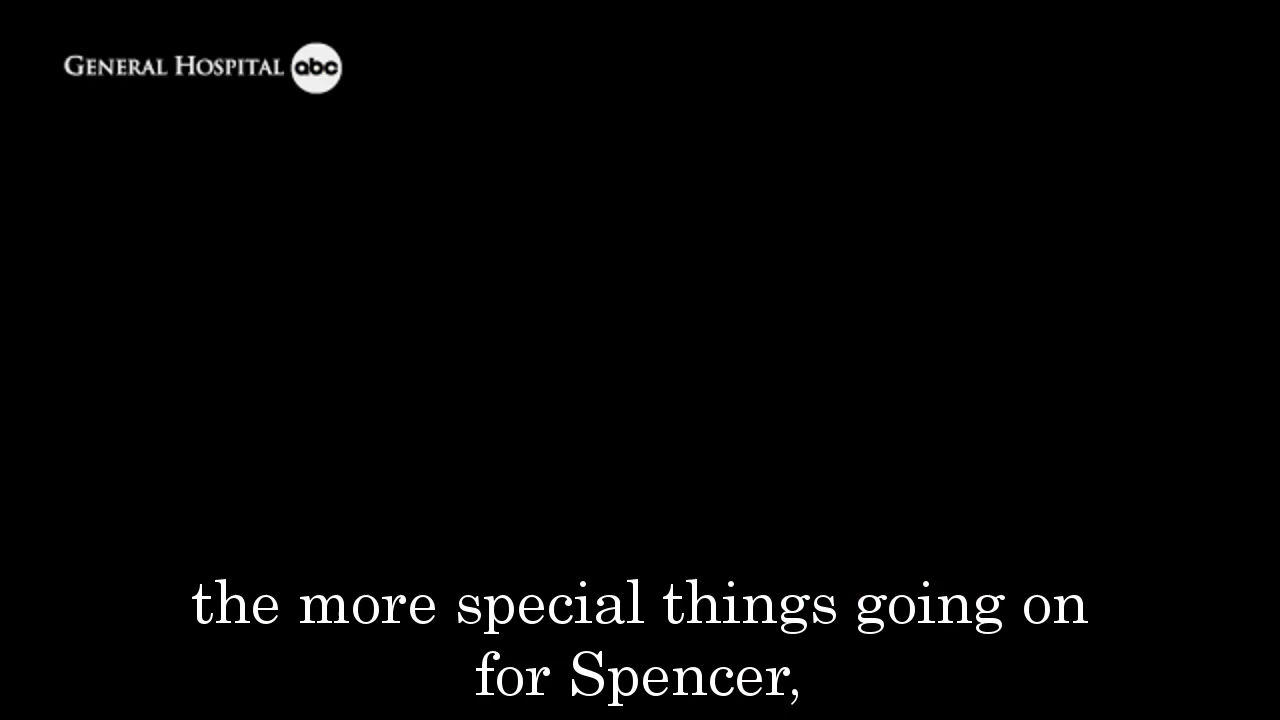 General Hospital abc
the more special things going on
for Spencer,